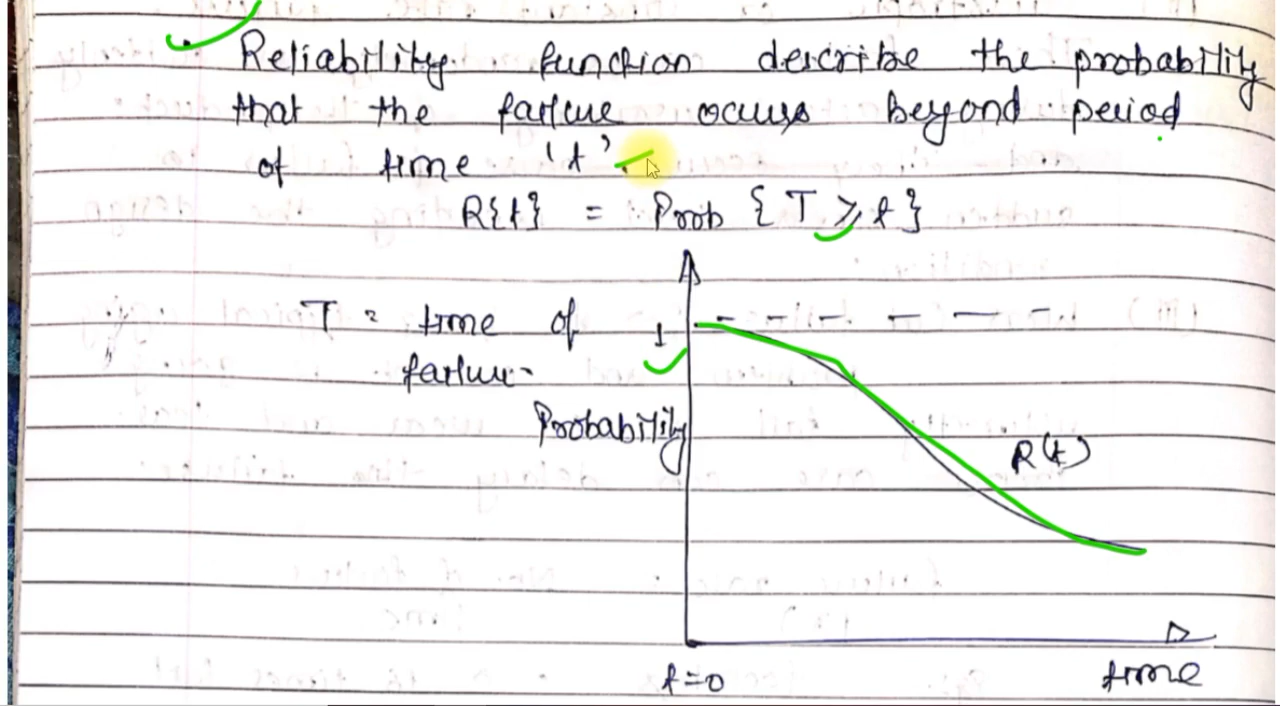 Reliability function describe the probability
that the failure occurs beyond period
of time 't'.
R{t} = Prob { T ≥ t }
T = time of
failure
1
Probability
R(t)
t=0
time